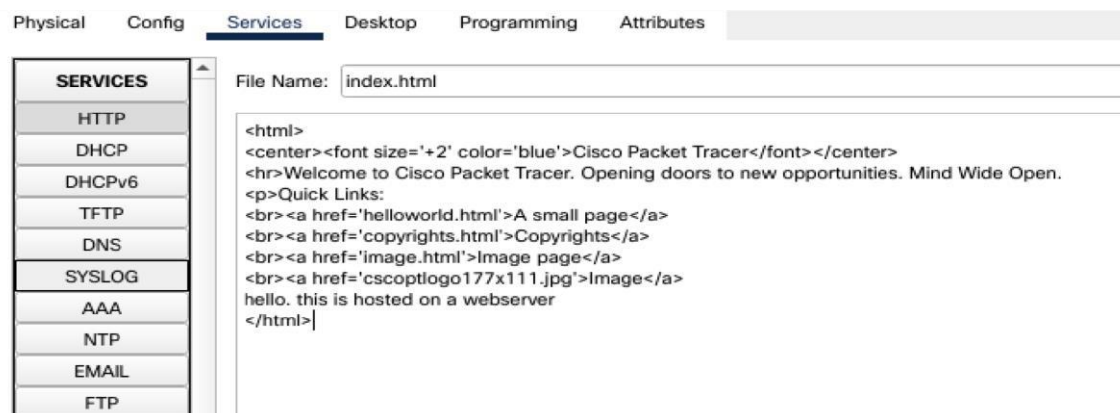 Physical Config Services Desktop Programming Attributes
SERVICES
HTTP
DHCP
DHCPv6
TFTP
DNS
SYSLOG
AAA
NTP
EMAIL
FTP
File Name: index.html
<html>
<center><font size='+2' color='blue'>Cisco Packet Tracer</font></center>
<hr>Welcome to Cisco Packet Tracer. Opening doors to new opportunities. Mind Wide Open.
<p>Quick Links:
<br><a href='helloworld.html'>A small page</a>
<br><a href='copyrights.html'>Copyrights</a>
<br><a href='image.html'>Image page</a>
<br><a href='cscoptlogo177x111.jpg'>Image</a>
hello. this is hosted on a webserver
</html>